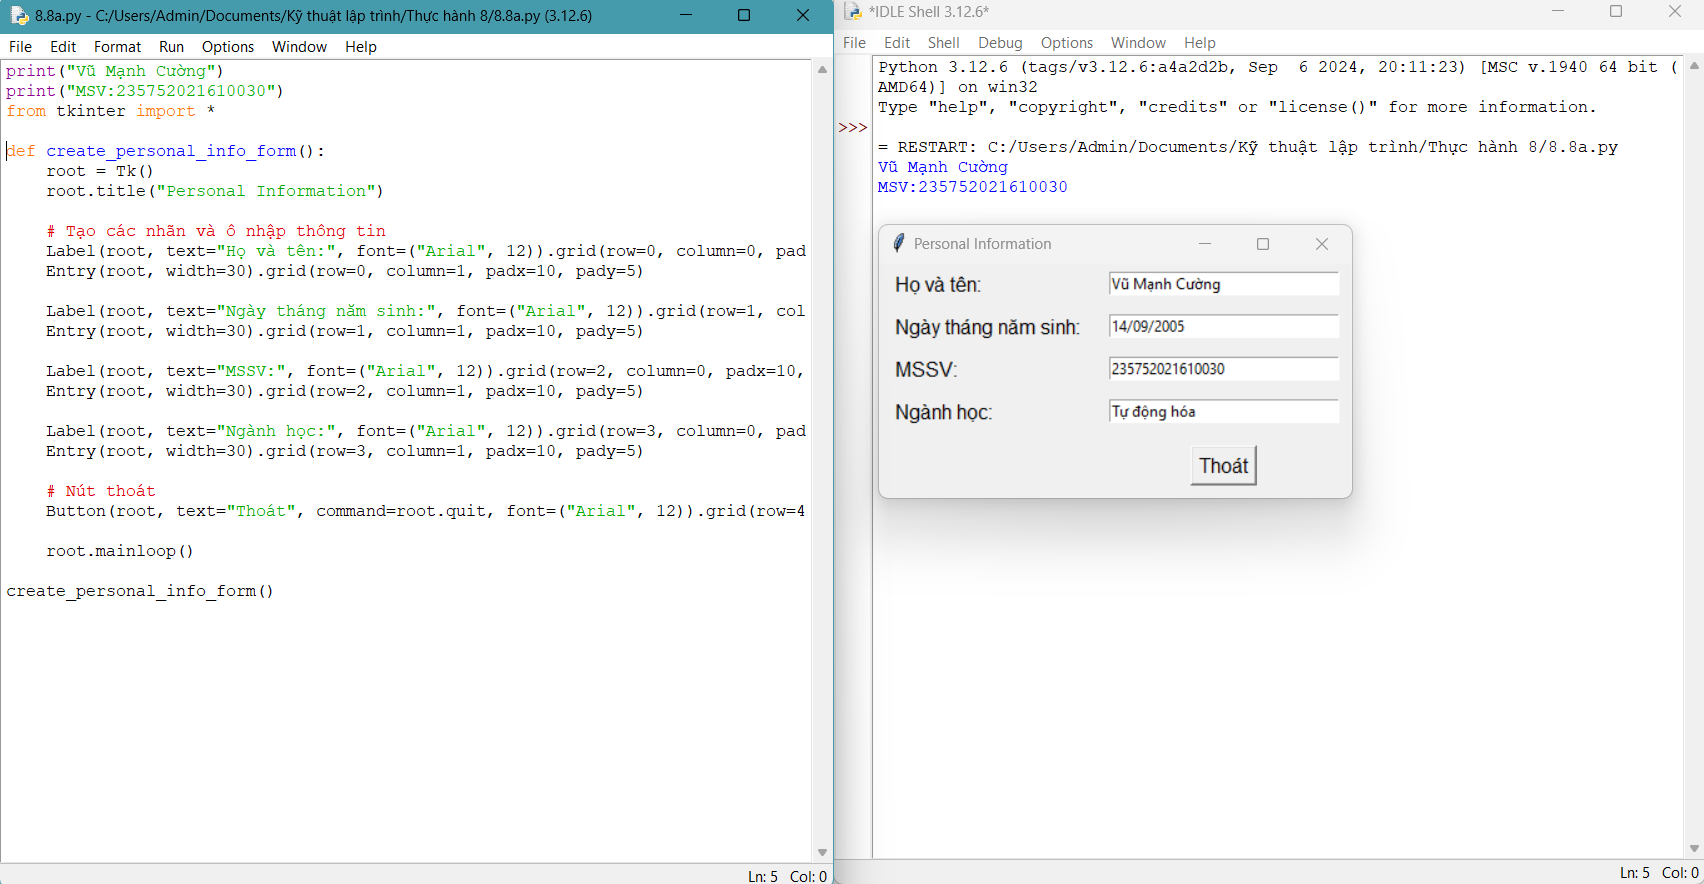 8.8a.py - C:/Users/Admin/Documents/Kỹ thuật lập trình/Thực hành 8/8.8a.py (3.12.6)
File Edit Format Run Options Window Help
print("Vũ Mạnh Cường")
print("MSV:235752021610030")
from tkinter import *
def create_personal_info_form():
    root = Tk()
    root.title("Personal Information")
    # Tạo các nhãn và ô nhập thông tin
    Label(root, text="Họ và tên:", font=("Arial", 12)).grid(row=0, column=0, pad
    Entry(root, width=30).grid(row=0, column=1, padx=10, pady=5)
    Label(root, text="Ngày tháng năm sinh:", font=("Arial", 12)).grid(row=1, col
    Entry(root, width=30).grid(row=1, column=1, padx=10, pady=5)
    Label(root, text="MSSV:", font=("Arial", 12)).grid(row=2, column=0, padx=10,
    Entry(root, width=30).grid(row=2, column=1, padx=10, pady=5)
    Label(root, text="Ngành học:", font=("Arial", 12)).grid(row=3, column=0, pad
    Entry(root, width=30).grid(row=3, column=1, padx=10, pady=5)
    # Nút thoát
    Button(root, text="Thoát", command=root.quit, font=("Arial", 12)).grid(row=4
    root.mainloop()
create_personal_info_form()
Ln: 5 Col: 0
*IDLE Shell 3.12.6*
File Edit Shell Debug Options Window Help
Python 3.12.6 (tags/v3.12.6:a4a2d2b, Sep  6 2024, 20:11:23) [MSC v.1940 64 bit (
AMD64)] on win32
Type "help", "copyright", "credits" or "license()" for more information.
>>>
= RESTART: C:/Users/Admin/Documents/Kỹ thuật lập trình/Thực hành 8/8.8a.py
Vũ Mạnh Cường
MSV:235752021610030
Personal Information
Họ và tên: Vũ Mạnh Cường
Ngày tháng năm sinh: 14/09/2005
MSSV: 235752021610030
Ngành học: Tự động hóa
Thoát
Ln: 5 Col: 0